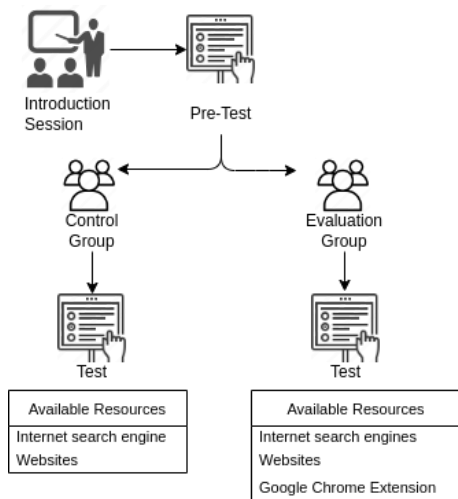 Introduction
Session
Pre-Test
Control
Group
Evaluation
Group
Test
Test
Available Resources
Internet search engine
Websites
Available Resources
Internet search engines
Websites
Google Chrome Extension